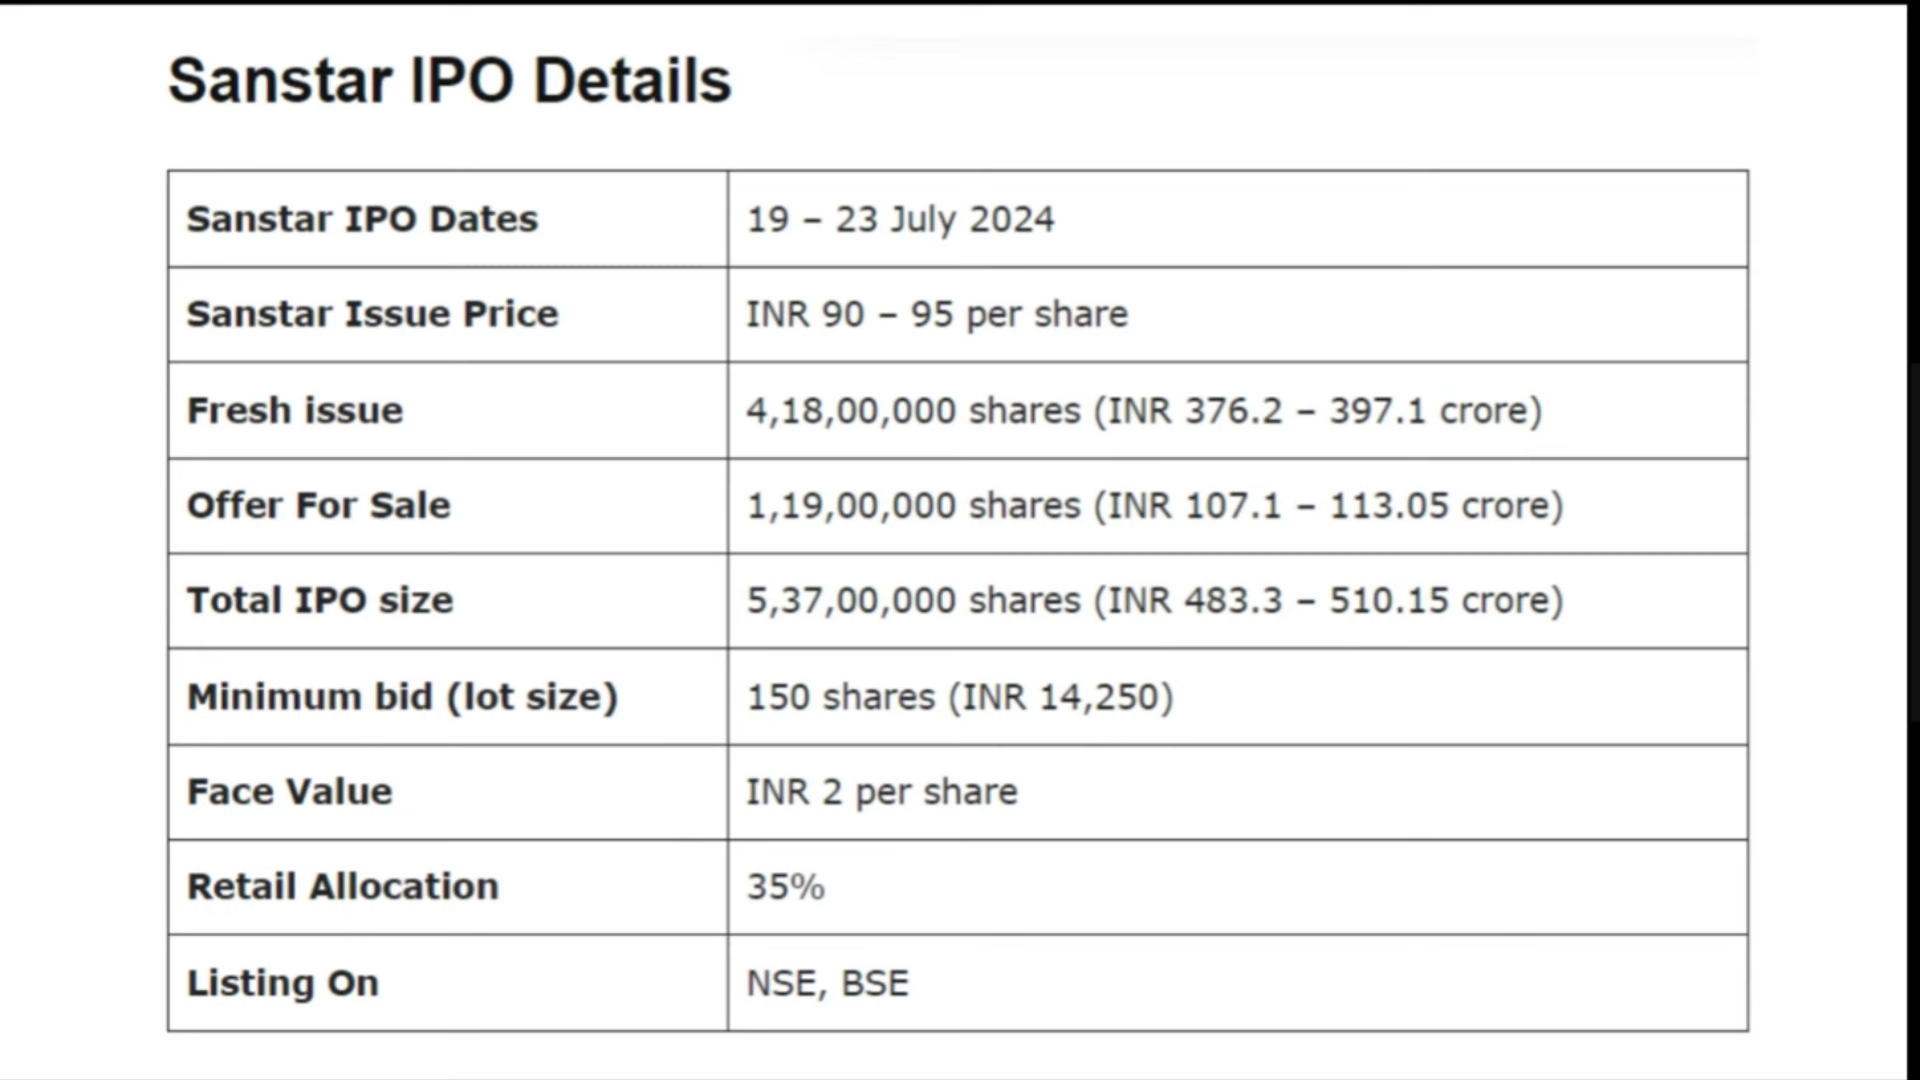 Sanstar IPO Details
Sanstar IPO Dates 19 – 23 July 2024
Sanstar Issue Price INR 90 – 95 per share
Fresh issue 4,18,00,000 shares (INR 376.2 – 397.1 crore)
Offer For Sale 1,19,00,000 shares (INR 107.1 – 113.05 crore)
Total IPO size 5,37,00,000 shares (INR 483.3 – 510.15 crore)
Minimum bid (lot size) 150 shares (INR 14,250)
Face Value INR 2 per share
Retail Allocation 35%
Listing On NSE, BSE